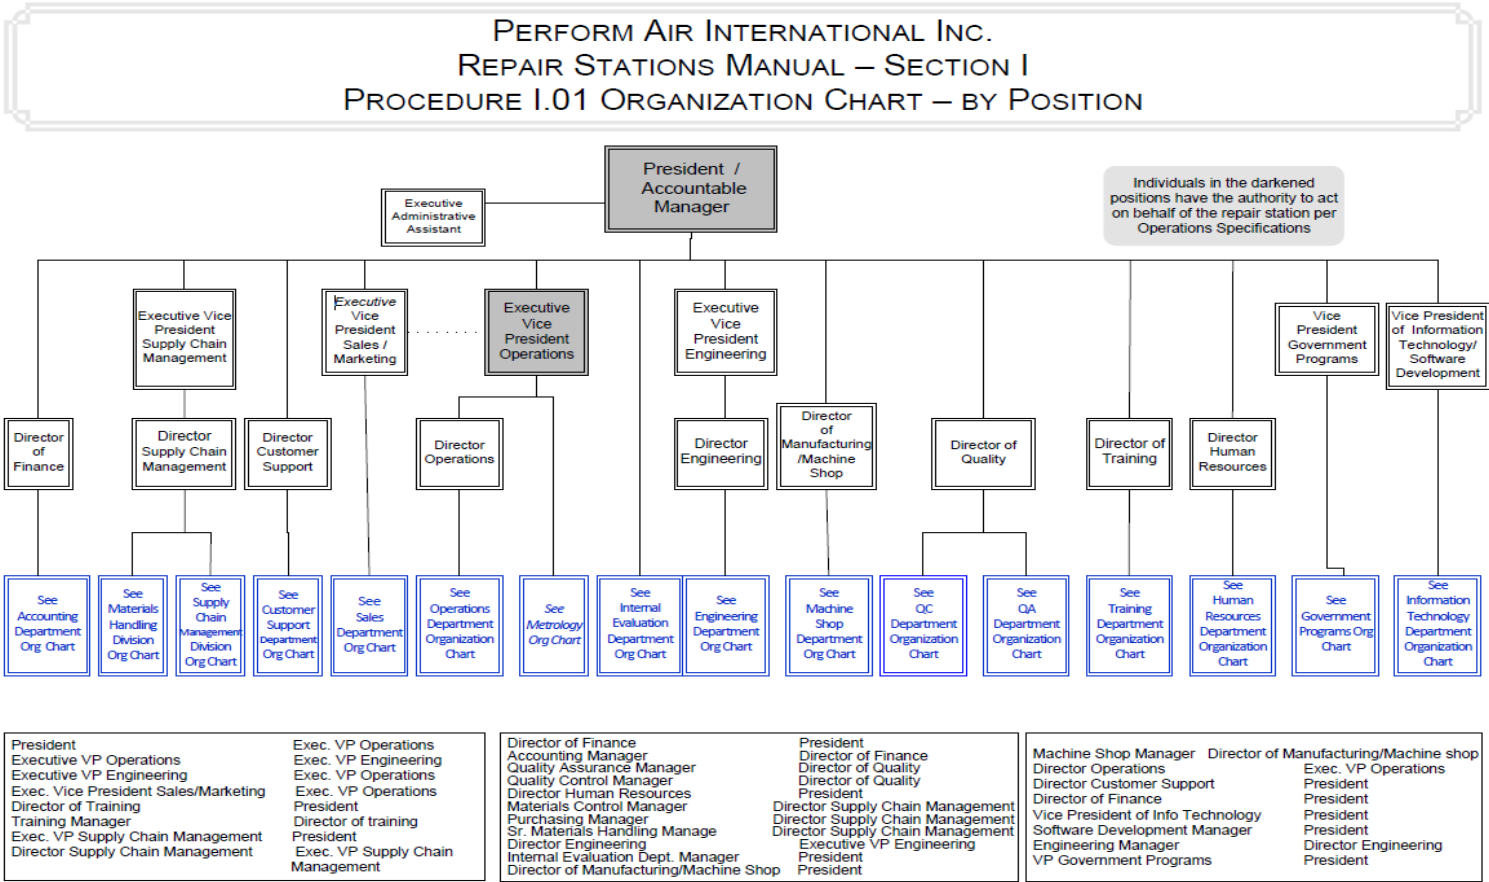 PERFORM AIR INTERNATIONAL INC.
REPAIR STATIONS MANUAL – SECTION I
PROCEDURE I.01 ORGANIZATION CHART – BY POSITION
President /
Accountable
Manager
Executive
Administrative
Assistant
Individuals in the darkened
positions have the authority to act
on behalf of the repair station per
Operations Specifications
Executive Vice
President
Supply Chain
Management
Executive
Vice
President
Sales /
Marketing
Executive
Vice
President
Operations
Executive
Vice
President
Engineering
Vice
President
Government
Programs
Vice President
of Information
Technology/
Software
Development
Director
of
Finance
Director
Supply Chain
Management
Director
Customer
Support
Director
Operations
Director
Engineering
Director
of
Manufacturing
/Machine
Shop
Director of
Quality
Director of
Training
Director
Human
Resources
See
Accounting
Department
Org Chart
See
Materials
Handling
Division
Org Chart
See
Supply
Chain
Management
Division
Org Chart
See
Customer
Support
Department
Org Chart
See
Sales
Department
Org Chart
See
Operations
Department
Organization
Chart
See
Metrology
Org Chart
See
Internal
Evaluation
Department
Org Chart
See
Engineering
Department
Org Chart
See
Machine
Shop
Department
Org Chart
See
QC
Department
Organization
Chart
See
QA
Department
Organization
Chart
See
Training
Department
Organization
Chart
See
Human
Resources
Department
Organization
Chart
See
Government
Programs Org
Chart
See
Information
Technology
Department
Organization
Chart
President Exec. VP Operations
Executive VP Operations Exec. VP Engineering
Executive VP Engineering Exec. VP Operations
Exec. Vice President Sales/Marketing Exec. VP Operations
Director of Training President
Training Manager Director of training
Exec. VP Supply Chain Management President
Director Supply Chain Management Exec. VP Supply Chain
Management
Director of Finance President
Accounting Manager Director of Finance
Quality Assurance Manager Director of Quality
Quality Control Manager Director of Quality
Director Human Resources President
Materials Control Manager Director Supply Chain Management
Purchasing Manager Director Supply Chain Management
Sr. Materials Handling Manage Director Supply Chain Management
Director Engineering Executive VP Engineering
Internal Evaluation Dept. Manager President
Director of Manufacturing/Machine Shop President
Machine Shop Manager Director of Manufacturing/Machine shop
Director Operations Exec. VP Operations
Director Customer Support President
Director of Finance President
Vice President of Info Technology President
Software Development Manager President
Engineering Manager Director Engineering
VP Government Programs President